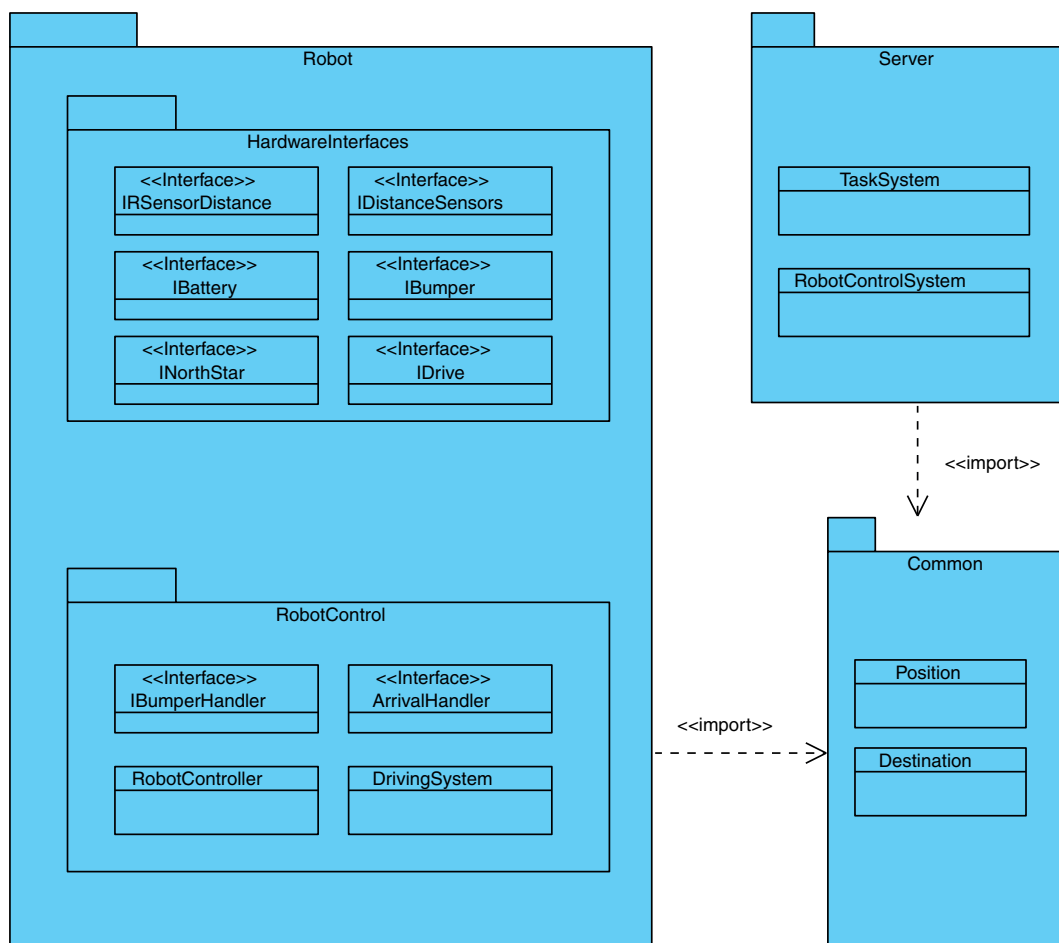 Robot
HardwareInterfaces
<<Interface>>
IRSensorDistance
<<Interface>>
IDistanceSensors
<<Interface>>
IBattery
<<Interface>>
IBumper
<<Interface>>
INorthStar
<<Interface>>
IDrive
RobotControl
<<Interface>>
IBumperHandler
<<Interface>>
ArrivalHandler
RobotController
DrivingSystem
<<import>>
Server
TaskSystem
RobotControlSystem
<<import>>
Common
Position
Destination